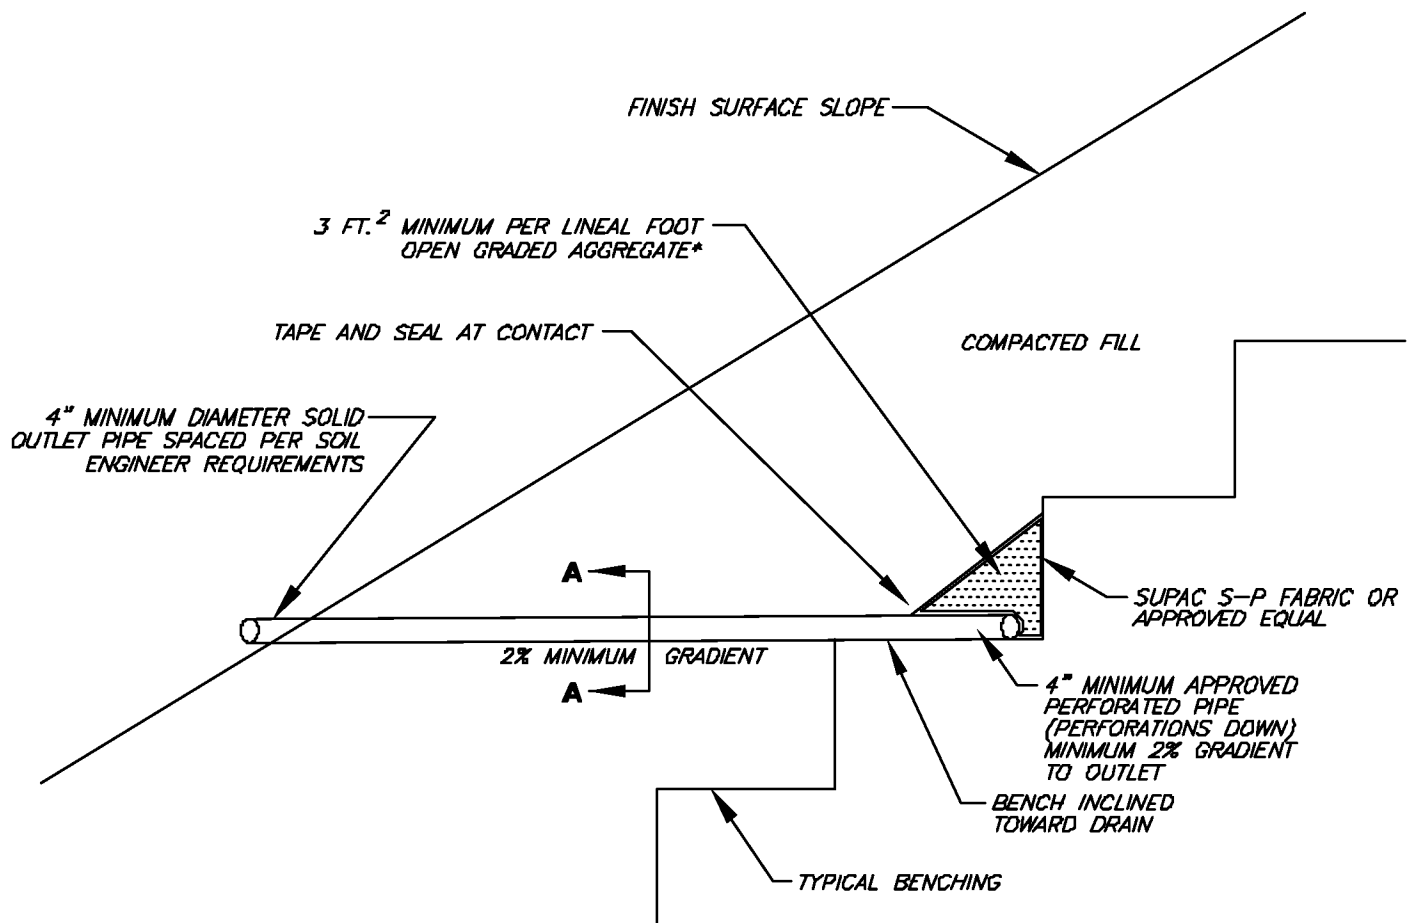 FINISH SURFACE SLOPE
3 FT.² MINIMUM PER LINEAL FOOT
OPEN GRADED AGGREGATE*
TAPE AND SEAL AT CONTACT
COMPACTED FILL
4" MINIMUM DIAMETER SOLID
OUTLET PIPE SPACED PER SOIL
ENGINEER REQUIREMENTS
A
SUPAC S-P FABRIC OR
APPROVED EQUAL
2% MINIMUM GRADIENT
A
4" MINIMUM APPROVED
PERFORATED PIPE
(PERFORATIONS DOWN)
MINIMUM 2% GRADIENT
TO OUTLET
BENCH INCLINED
TOWARD DRAIN
TYPICAL BENCHING